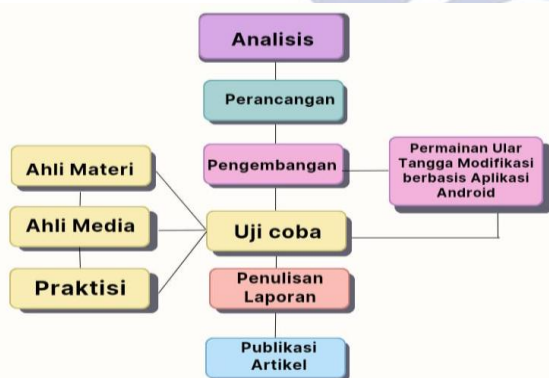 Analisis
Perancangan
Pengembangan
Permainan Ular
Tangga Modifikasi
berbasis Aplikasi
Android
Ahli Materi
Ahli Media
Praktisi
Uji coba
Penulisan
Laporan
Publikasi
Artikel